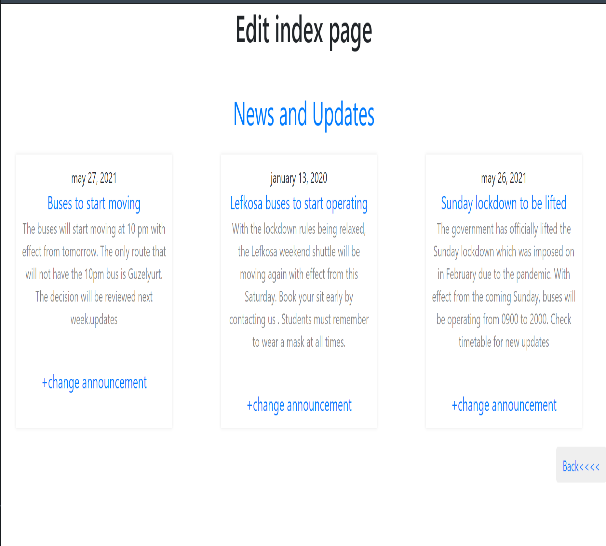 Edit index page
News and Updates
may 27, 2021
Buses to start moving
The buses will start moving at 10 pm with
effect from tomorrow. The only route that
will not have the 10pm bus is Guzelyurt.
The decision will be reviewed next
week.updates
+change announcement
january 13, 2020
Lefkosa buses to start operating
With the lockdown rules being relaxed,
the Lefkosa weekend shuttle will be
moving again with effect from this
Saturday. Book your sit early by
contacting us . Students must remember
to wear a mask at all times.
+change announcement
may 26, 2021
Sunday lockdown to be lifted
The government has officially lifted the
Sunday lockdown which was imposed on
in February due to the pandemic. With
effect from the coming Sunday, buses will
be operating from 0900 to 2000. Check
timetable for new updates
+change announcement
Back<<<<